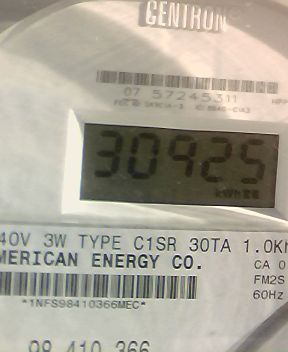 CENTRON
07 57245311
30925
kWh
40V 3W TYPE C1SR 30TA 1.0K
MERICAN ENERGY CO.
CA 0
FM2S
60Hz
*1NFS98410366MEC*
98 410 366